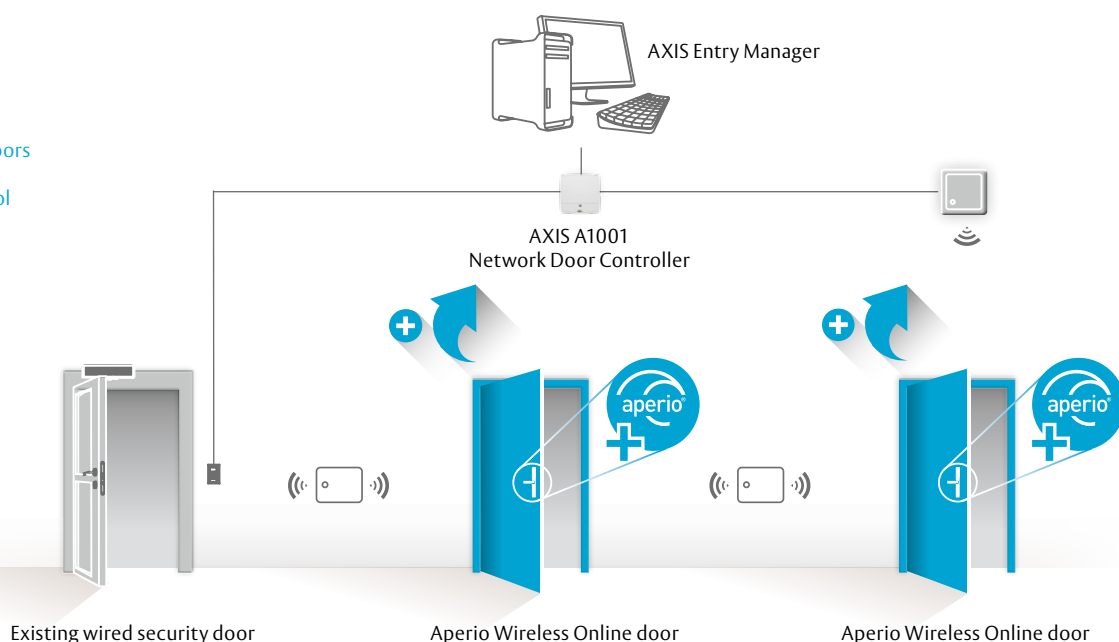 AXIS Entry Manager
ol
AXIS A1001
Network Door Controller
aperio®
aperio®
Existing wired security door
Aperio Wireless Online door
Aperio Wireless Online door